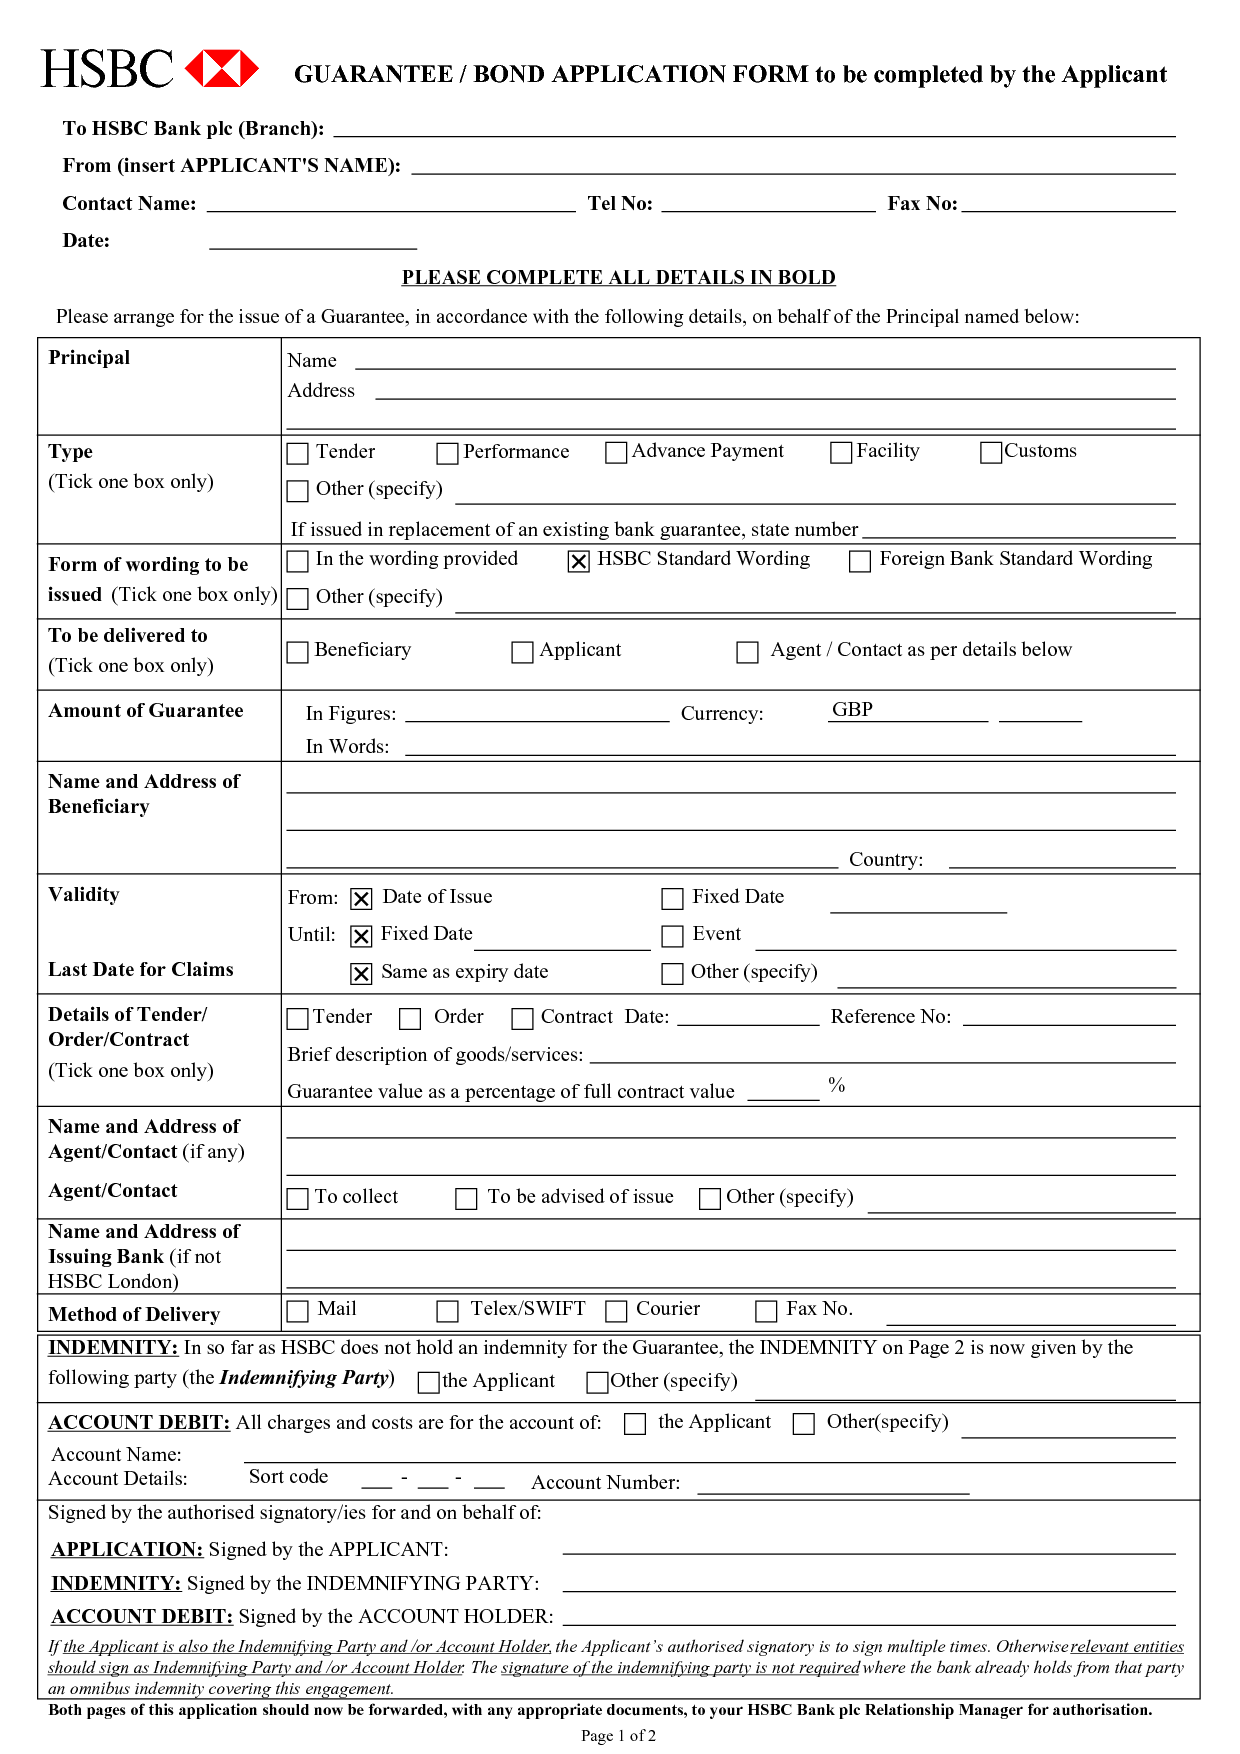 HSBC GUARANTEE / BOND APPLICATION FORM to be completed by the Applicant
To HSBC Bank plc (Branch):
From (insert APPLICANT'S NAME):
Contact Name: Tel No: Fax No:
Date:
PLEASE COMPLETE ALL DETAILS IN BOLD
Please arrange for the issue of a Guarantee, in accordance with the following details, on behalf of the Principal named below:
Principal Name
Address
Type Tender Performance Advance Payment Facility Customs
(Tick one box only) Other (specify)
If issued in replacement of an existing bank guarantee, state number
Form of wording to be In the wording provided HSBC Standard Wording Foreign Bank Standard Wording
issued (Tick one box only) Other (specify)
To be delivered to
(Tick one box only) Beneficiary Applicant Agent / Contact as per details below
Amount of Guarantee In Figures: Currency: GBP
In Words:
Name and Address of
Beneficiary
Country:
Validity From: Date of Issue Fixed Date
Until: Fixed Date Event
Last Date for Claims Same as expiry date Other (specify)
Details of Tender/ Tender Order Contract Date: Reference No:
Order/Contract
(Tick one box only) Brief description of goods/services:
Guarantee value as a percentage of full contract value %
Name and Address of
Agent/Contact (if any)
Agent/Contact To collect To be advised of issue Other (specify)
Name and Address of
Issuing Bank (if not
HSBC London)
Method of Delivery Mail Telex/SWIFT Courier Fax No.
INDEMNITY: In so far as HSBC does not hold an indemnity for the Guarantee, the INDEMNITY on Page 2 is now given by the
following party (the Indemnifying Party) the Applicant Other (specify)
ACCOUNT DEBIT: All charges and costs are for the account of: the Applicant Other(specify)
Account Name:
Account Details: Sort code - - Account Number:
Signed by the authorised signatory/ies for and on behalf of:
APPLICATION: Signed by the APPLICANT:
INDEMNITY: Signed by the INDEMNIFYING PARTY:
ACCOUNT DEBIT: Signed by the ACCOUNT HOLDER:
If the Applicant is also the Indemnifying Party and /or Account Holder, the Applicant's authorised signatory is to sign multiple times. Otherwise relevant entities
should sign as Indemnifying Party and /or Account Holder. The signature of the indemnifying party is not required where the bank already holds from that party
an omnibus indemnity covering this engagement.
Both pages of this application should now be forwarded, with any appropriate documents, to your HSBC Bank plc Relationship Manager for authorisation.
Page 1 of 2